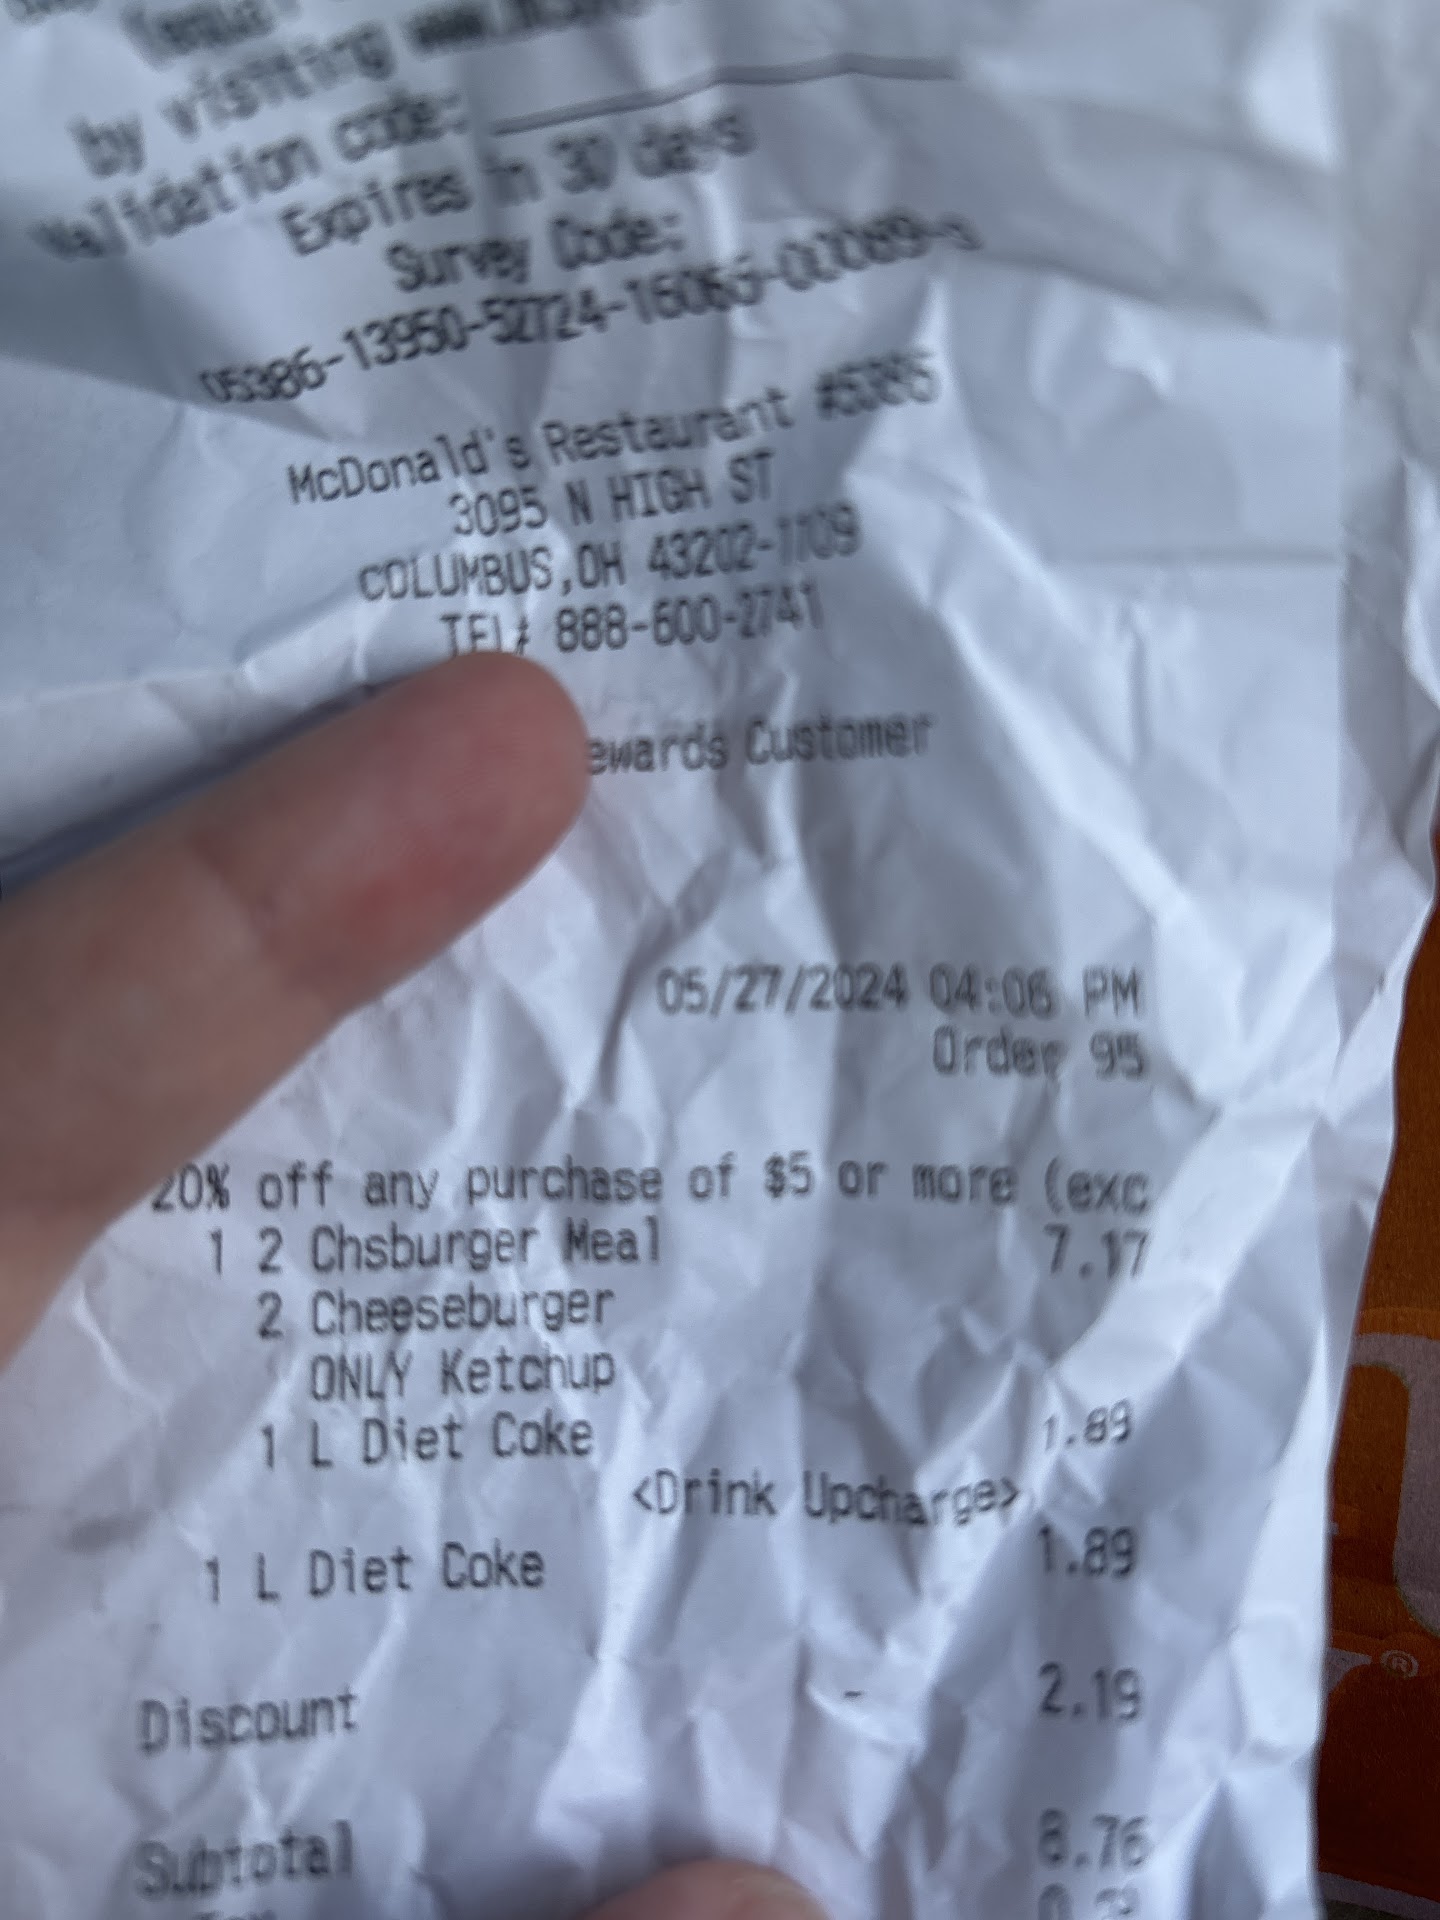 by visiting
Validation code:
Expires in 30 days
Survey Code:
McDonald's Restaurant #5386
3095 N HIGH ST
COLUMBUS,OH 43202-1109
TEL# 888-600-2741
ewards Customer
05/27/2024 04:06 PM
Order 95
20% off any purchase of $5 or more (exc
1 2 Chsburger Meal 7.17
2 Cheeseburger
ONLY Ketchup
1 L Diet Coke 1.89
<Drink Upcharge>
1 L Diet Coke 1.89
Discount - 2.19
Subtotal 8.76
®